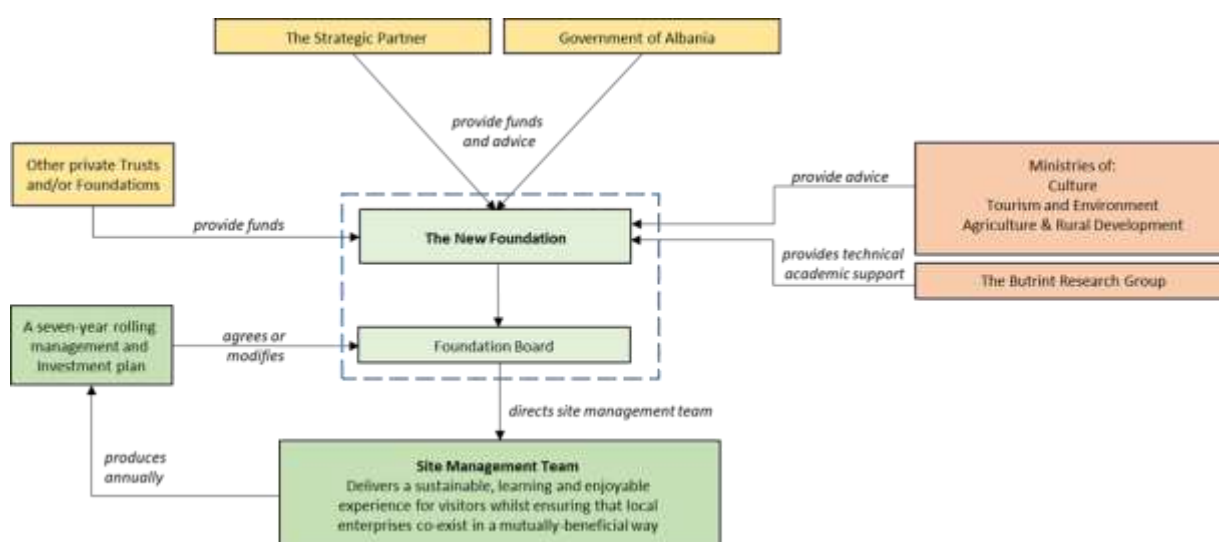 The Strategic Partner
Government of Albania
provide funds
and advice
Other private Trusts
and/or Foundations
provide funds
Ministries of:
Culture
Tourism and Environment
Agriculture & Rural Development
provide advice
The New Foundation
provides technical
academic support
The Butrint Research Group
A seven-year rolling
management and
investment plan
agrees or
modifies
Foundation Board
directs site management team
produces
annually
Site Management Team
Delivers a sustainable, learning and enjoyable
experience for visitors whilst ensuring that local
enterprises co-exist in a mutually-beneficial way